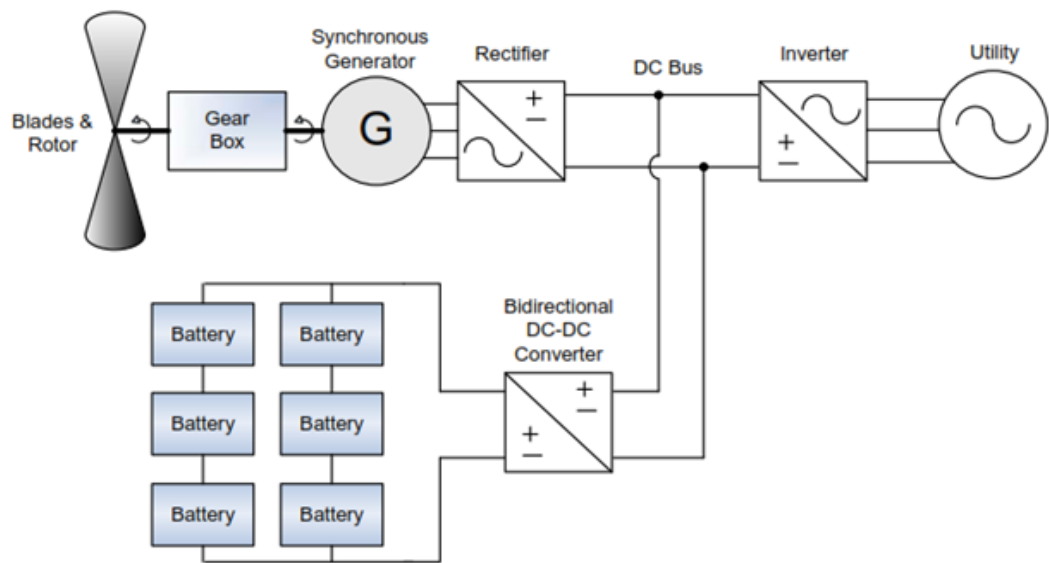 Synchronous
Generator
Rectifier
DC Bus
Inverter
Utility
Blades &
Rotor
Gear
Box
G
+
−
+
−
Bidirectional
DC-DC
Converter
Battery
Battery
Battery
Battery
Battery
Battery
+
−
+
−